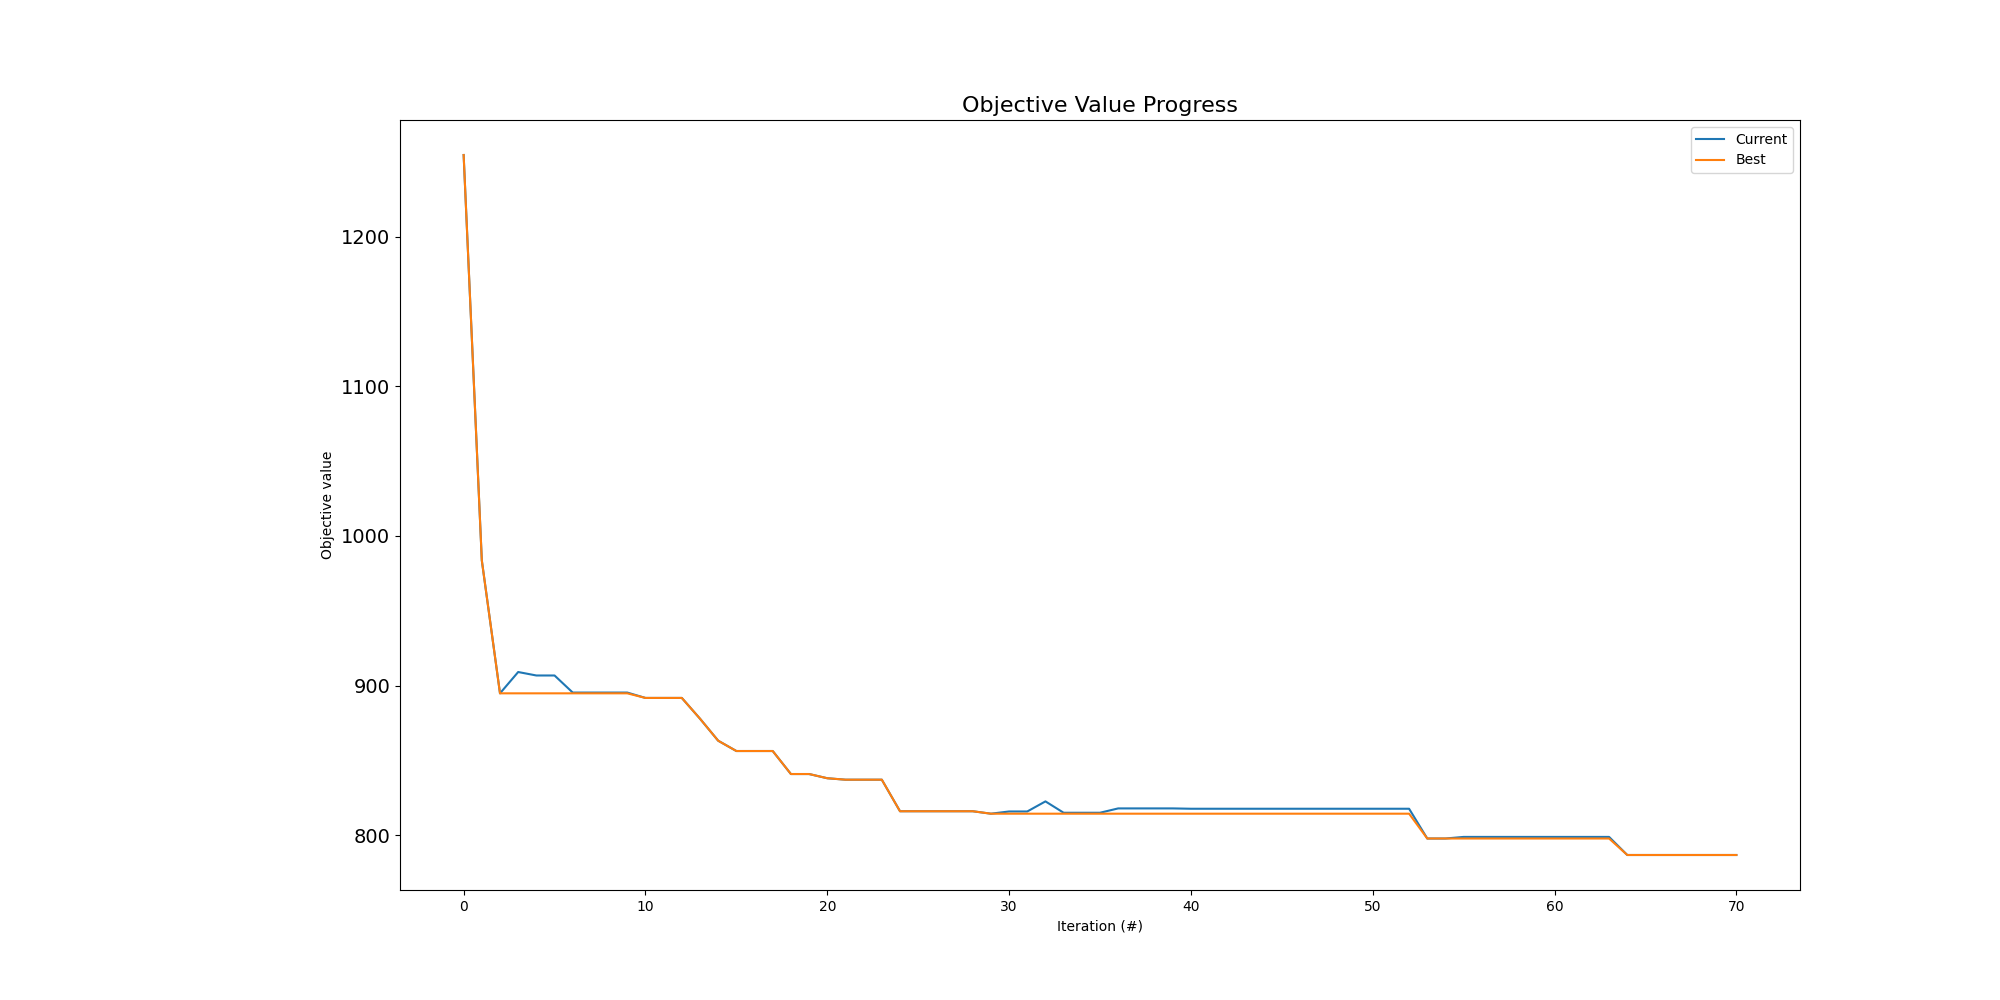 Objective Value Progress
Current
Best
1200
1100
1000
900
800
Objective value
0 10 20 30 40 50 60 70
Iteration (#)